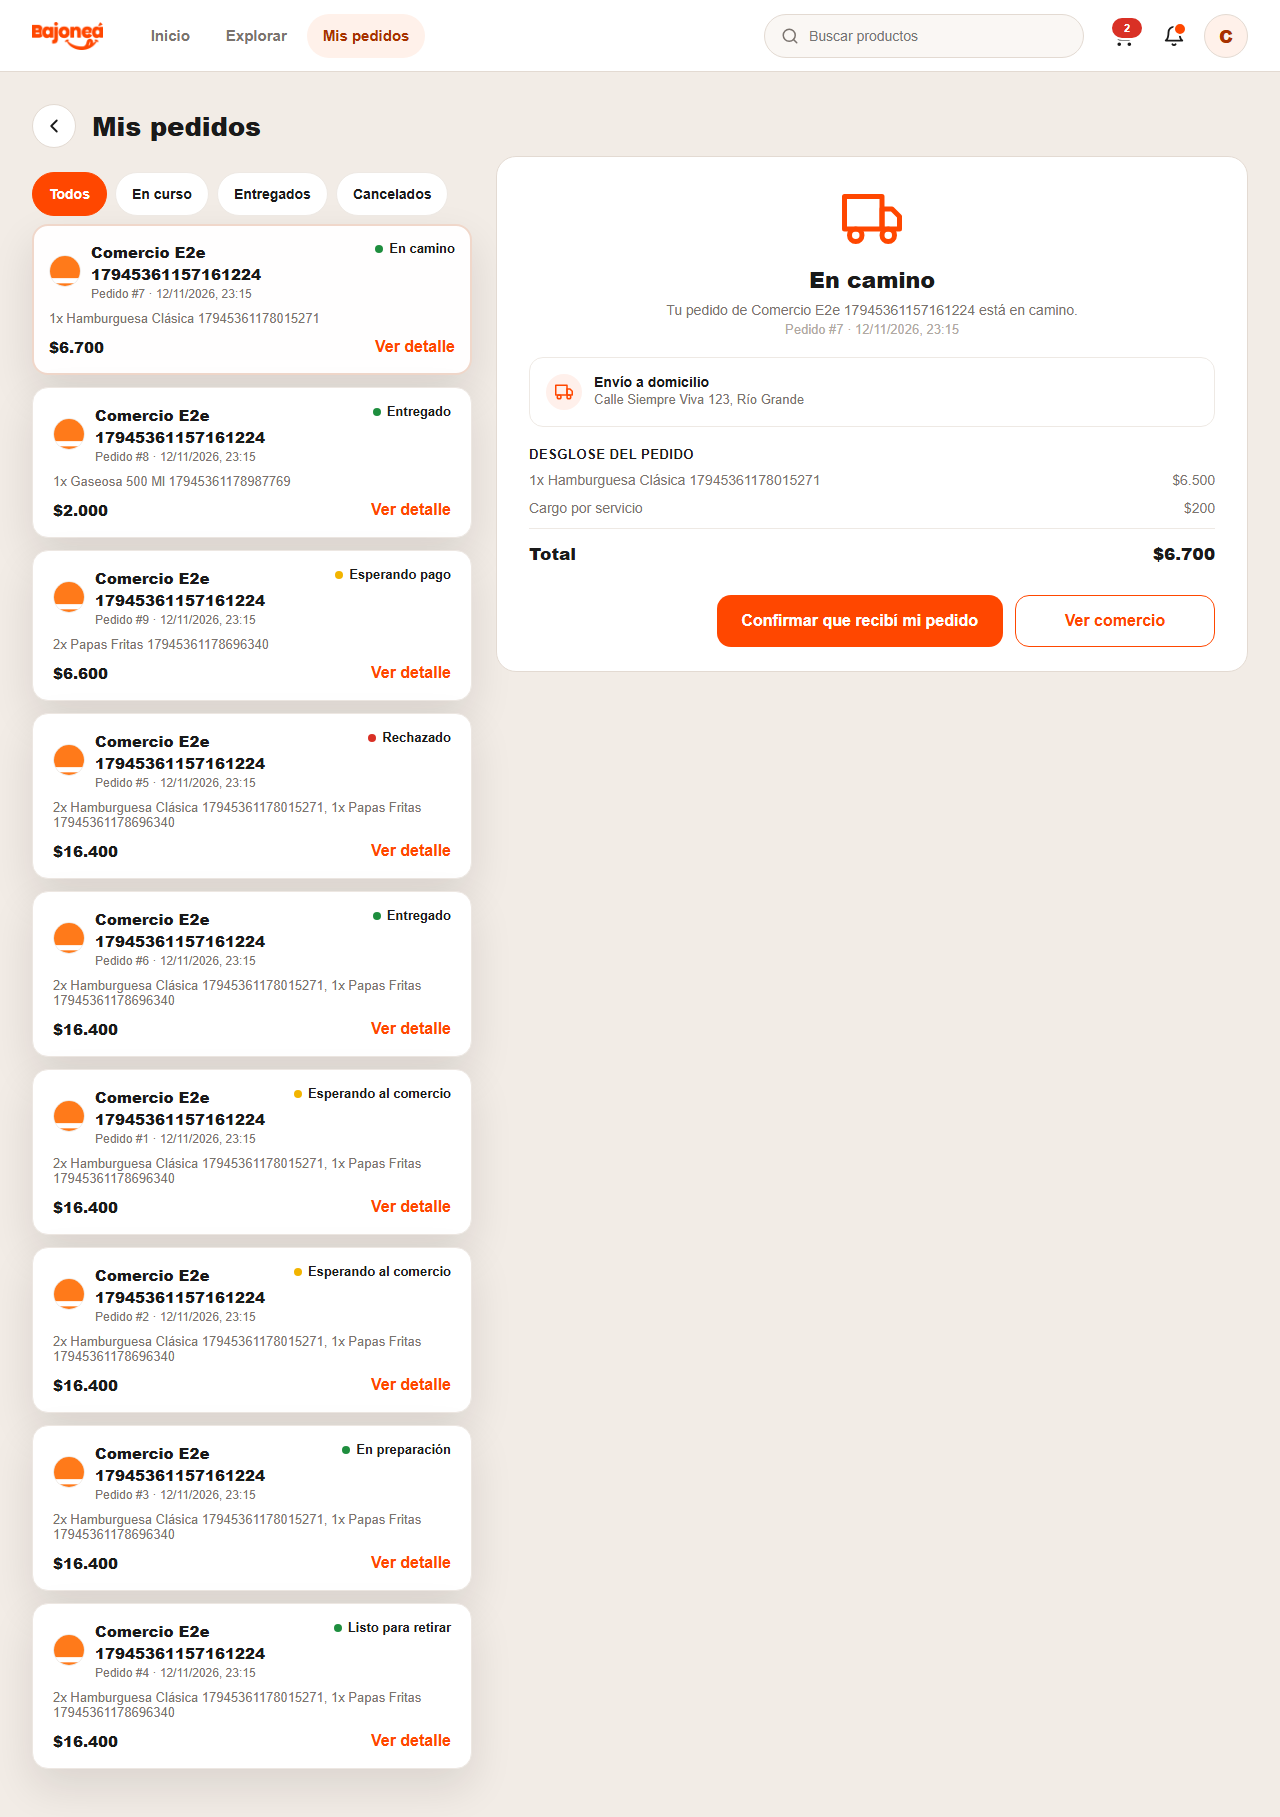 Bajoneá
Inicio
Explorar
Mis pedidos
Buscar productos
2
C
Mis pedidos
Todos
En curso
Entregados
Cancelados
Comercio E2e
17945361157161224
En camino
Pedido #7 · 12/11/2026, 23:15
1x Hamburguesa Clásica 17945361178015271
$6.700
Ver detalle
Comercio E2e
17945361157161224
Entregado
Pedido #8 · 12/11/2026, 23:15
1x Gaseosa 500 Ml 17945361178987769
$2.000
Ver detalle
Comercio E2e
17945361157161224
Esperando pago
Pedido #9 · 12/11/2026, 23:15
2x Papas Fritas 17945361178696340
$6.600
Ver detalle
Comercio E2e
17945361157161224
Rechazado
Pedido #5 · 12/11/2026, 23:15
2x Hamburguesa Clásica 17945361178015271, 1x Papas Fritas
17945361178696340
$16.400
Ver detalle
Comercio E2e
17945361157161224
Entregado
Pedido #6 · 12/11/2026, 23:15
2x Hamburguesa Clásica 17945361178015271, 1x Papas Fritas
17945361178696340
$16.400
Ver detalle
Comercio E2e
17945361157161224
Esperando al comercio
Pedido #1 · 12/11/2026, 23:15
2x Hamburguesa Clásica 17945361178015271, 1x Papas Fritas
17945361178696340
$16.400
Ver detalle
Comercio E2e
17945361157161224
Esperando al comercio
Pedido #2 · 12/11/2026, 23:15
2x Hamburguesa Clásica 17945361178015271, 1x Papas Fritas
17945361178696340
$16.400
Ver detalle
Comercio E2e
17945361157161224
En preparación
Pedido #3 · 12/11/2026, 23:15
2x Hamburguesa Clásica 17945361178015271, 1x Papas Fritas
17945361178696340
$16.400
Ver detalle
Comercio E2e
17945361157161224
Listo para retirar
Pedido #4 · 12/11/2026, 23:15
2x Hamburguesa Clásica 17945361178015271, 1x Papas Fritas
17945361178696340
$16.400
Ver detalle
En camino
Tu pedido de Comercio E2e 17945361157161224 está en camino.
Pedido #7 · 12/11/2026, 23:15
Envío a domicilio
Calle Siempre Viva 123, Río Grande
DESGLOSE DEL PEDIDO
1x Hamburguesa Clásica 17945361178015271 $6.500
Cargo por servicio $200
Total $6.700
Confirmar que recibí mi pedido
Ver comercio